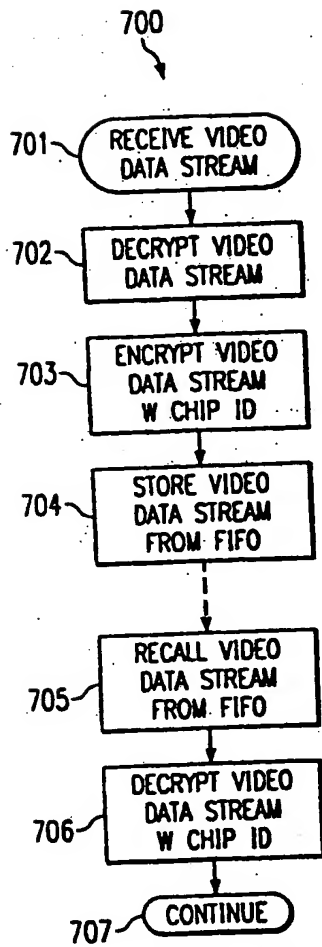 700
701
RECEIVE VIDEO
DATA STREAM
702
DECRYPT VIDEO
DATA STREAM
703
ENCRYPT VIDEO
DATA STREAM
W CHIP ID
704
STORE VIDEO
DATA STREAM
FROM FIFO
705
RECALL VIDEO
DATA STREAM
FROM FIFO
706
DECRYPT VIDEO
DATA STREAM
W CHIP ID
707
CONTINUE